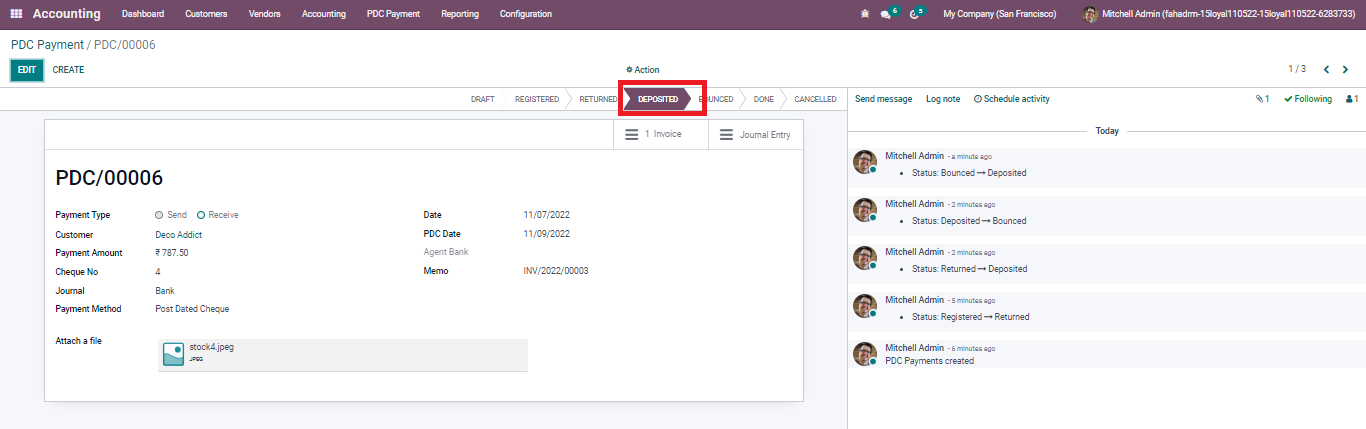 Accounting Dashboard Customers Vendors Accounting PDC Payment Reporting Configuration 6 5 My Company (San Francisco) Mitchell Admin (fahadrm-15loyal110522-15loyal110522-6283733)
PDC Payment / PDC/00006
EDIT CREATE Action 1 / 3
DRAFT REGISTERED RETURNED DEPOSITED BOUNCED DONE CANCELLED
1 Invoice Journal Entry
PDC/00006
Payment Type Send Receive
Customer Deco Addict
Payment Amount ₹ 787.50
Cheque No 4
Journal Bank
Payment Method Post Dated Cheque
Date 11/07/2022
PDC Date 11/09/2022
Agent Bank
Memo INV/2022/00003
Attach a file
stock4.jpeg
JPEG
Send message Log note Schedule activity 1 Following 1
Today
Mitchell Admin - a minute ago
Status: Bounced → Deposited
Mitchell Admin - 2 minutes ago
Status: Deposited → Bounced
Mitchell Admin - 2 minutes ago
Status: Returned → Deposited
Mitchell Admin - 5 minutes ago
Status: Registered → Returned
Mitchell Admin - 6 minutes ago
PDC Payments created